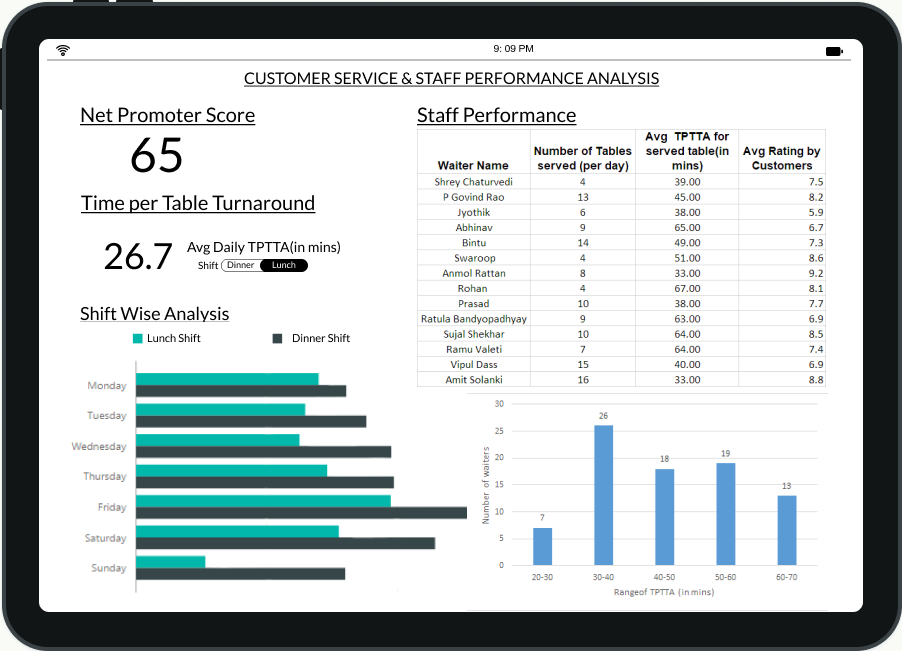 9: 09 PM
CUSTOMER SERVICE & STAFF PERFORMANCE ANALYSIS
Net Promoter Score
65
Time per Table Turnaround
26.7
Avg Daily TPTTA(in mins)
Shift Dinner Lunch
Shift Wise Analysis
Lunch Shift Dinner Shift
Monday
Tuesday
Wednesday
Thursday
Friday
Saturday
Sunday
Staff Performance
Waiter Name Number of Tables served (per day) Avg TPTTA for served table(in mins) Avg Rating by Customers
Shrey Chaturvedi 4 39.00 7.5
P Govind Rao 13 45.00 8.2
Jyothik 6 38.00 5.9
Abhinav 9 65.00 6.7
Bintu 14 49.00 7.3
Swaroop 4 51.00 8.6
Anmol Rattan 8 33.00 9.2
Rohan 4 67.00 8.1
Prasad 10 38.00 7.7
Ratula Bandyopadhyay 9 63.00 6.9
Sujal Shekhar 10 64.00 8.5
Ramu Valeti 7 64.00 7.4
Vipul Dass 15 40.00 6.9
Amit Solanki 16 33.00 8.8
Number of waiters
30
25
20
15
10
5
0
7 26 18 19 13
20-30 30-40 40-50 50-60 60-70
Rangeof TPTTA (in mins)